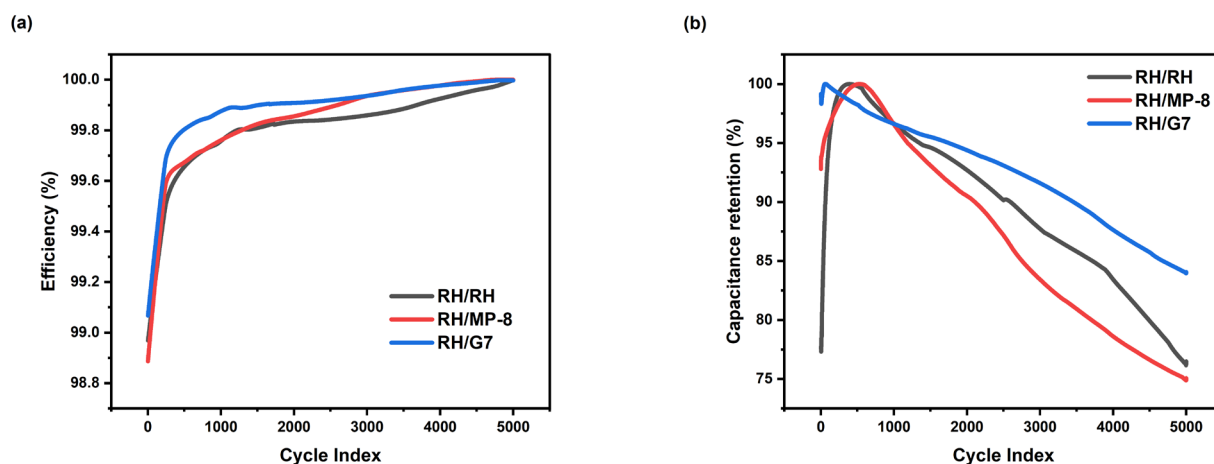 (a)
Efficiency (%)
100.0
99.8
99.6
99.4
99.2
99.0
98.8
RH/RH
RH/MP-8
RH/G7
0 1000 2000 3000 4000 5000
Cycle Index
(b)
Capacitance retention (%)
100
95
90
85
80
75
RH/RH
RH/MP-8
RH/G7
0 1000 2000 3000 4000 5000
Cycle Index